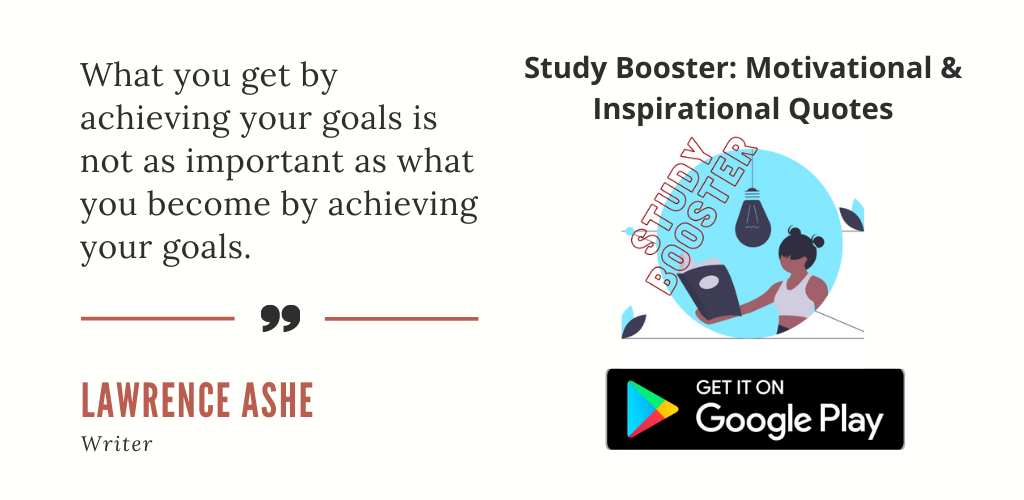 What you get by
achieving your goals is
not as important as what
you become by achieving
your goals.
❞
LAWRENCE ASHE
Writer
Study Booster: Motivational &
Inspirational Quotes
STUDY
BOOSTER
GET IT ON
Google Play